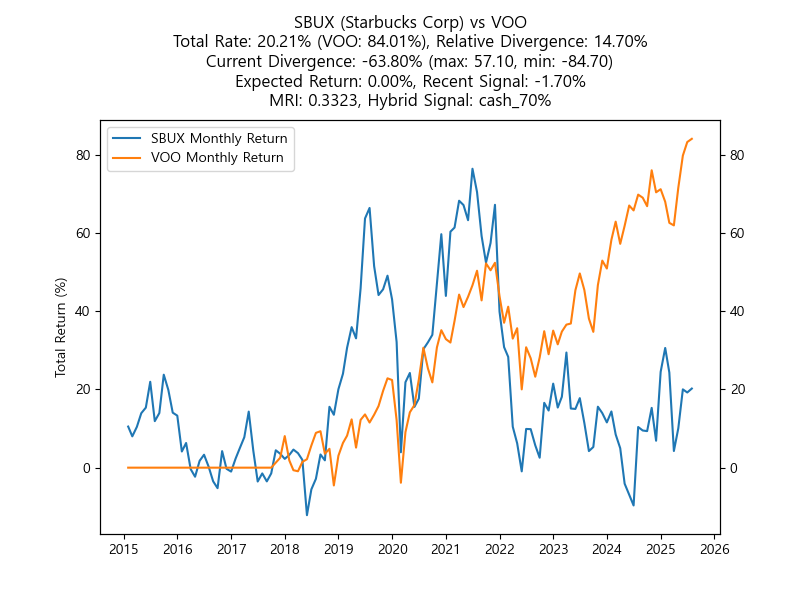 SBUX (Starbucks Corp) vs VOO
Total Rate: 20.21% (VOO: 84.01%), Relative Divergence: 14.70%
Current Divergence: -63.80% (max: 57.10, min: -84.70)
Expected Return: 0.00%, Recent Signal: -1.70%
MRI: 0.3323, Hybrid Signal: cash_70%
SBUX Monthly Return
VOO Monthly Return
Total Return (%)
80
60
40
20
0
80
60
40
20
0
2015 2016 2017 2018 2019 2020 2021 2022 2023 2024 2025 2026